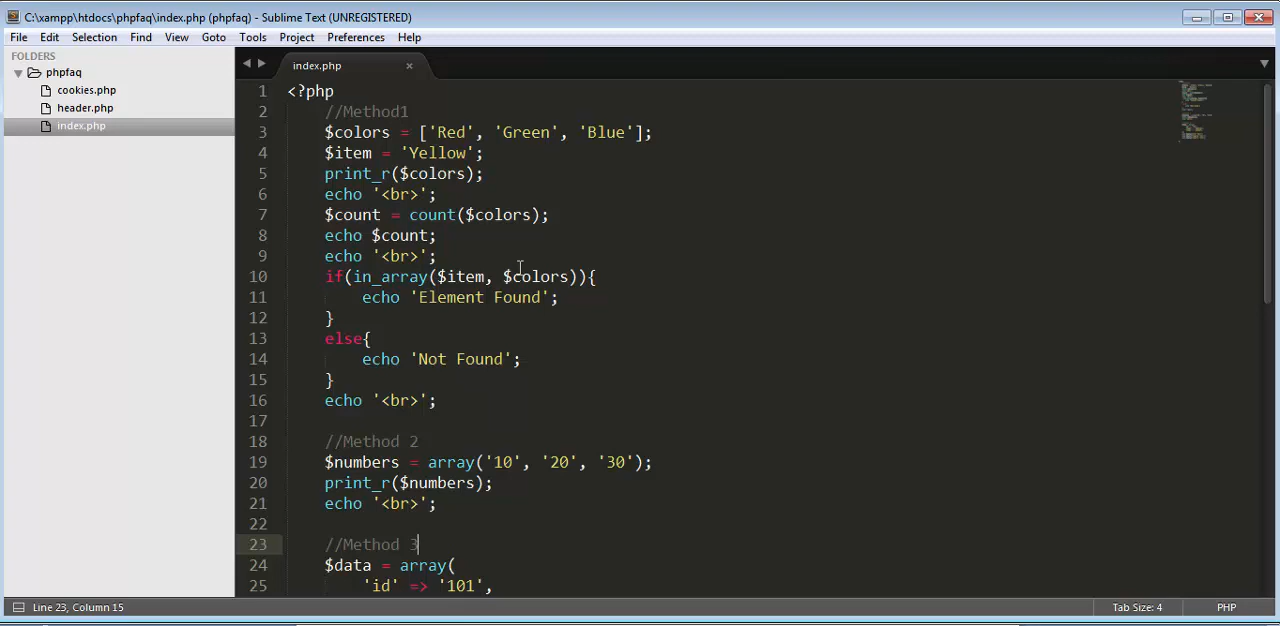 C:\xampp\htdocs\phpfaq\index.php (phpfaq) - Sublime Text (UNREGISTERED)
File Edit Selection Find View Goto Tools Project Preferences Help
FOLDERS
phpfaq
cookies.php
header.php
index.php
index.php
1 <?php
2 //Method1
3 $colors = ['Red', 'Green', 'Blue'];
4 $item = 'Yellow';
5 print_r($colors);
6 echo '<br>';
7 $count = count($colors);
8 echo $count;
9 echo '<br>';
10 if(in_array($item, $colors)){
11 echo 'Element Found';
12 }
13 else{
14 echo 'Not Found';
15 }
16 echo '<br>';
17
18 //Method 2
19 $numbers = array('10', '20', '30');
20 print_r($numbers);
21 echo '<br>';
22
23 //Method 3
24 $data = array(
25 'id' => '101',
Line 23, Column 15
Tab Size: 4
PHP